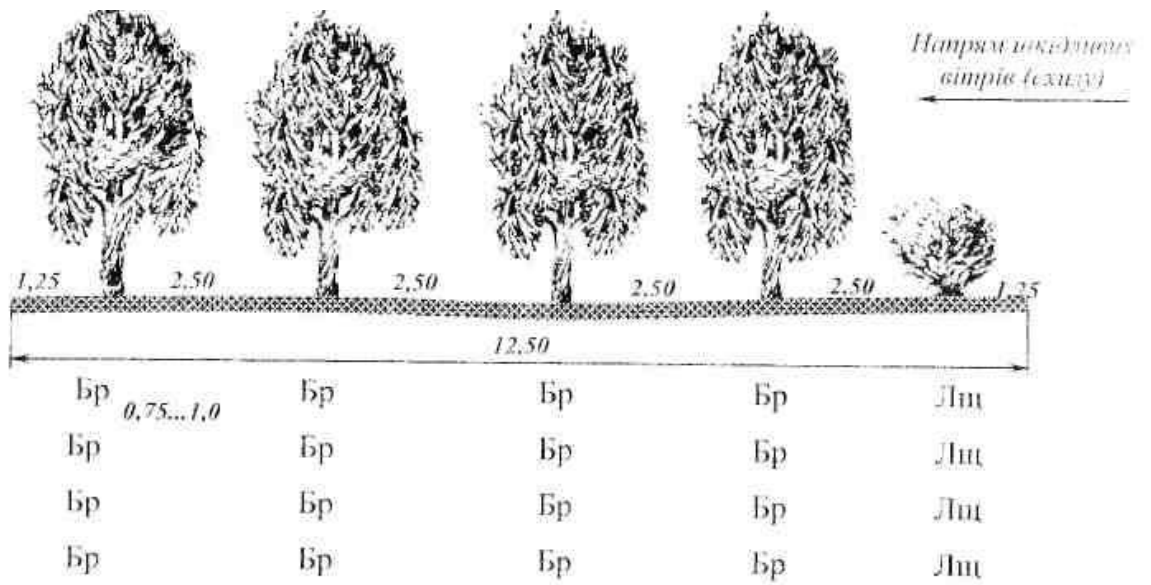 Напрям шкідливих
вітрів (схилу)
1,25 2,50 2,50 2,50 2,50 1,25
12,50
Бр Бр Бр Бр Лщ
0,75...1,0
Бр Бр Бр Бр Лщ
Бр Бр Бр Бр Лщ
Бр Бр Бр Бр Лщ